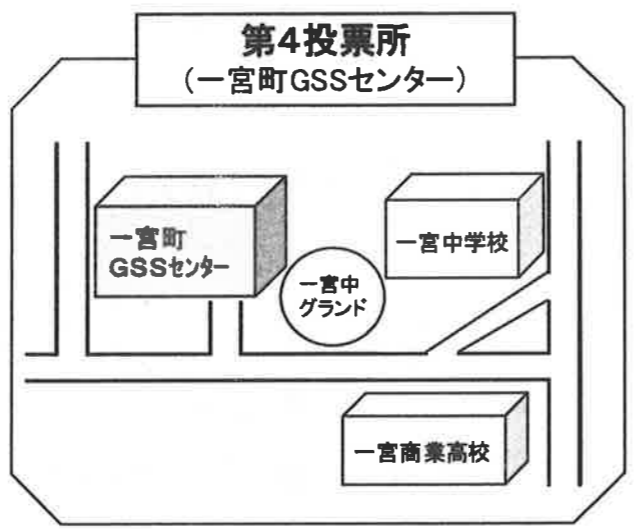 第4投票所
(一宮町GSSセンター)
一宮町
GSSセンター
一宮中学校
一宮中
グランド
一宮商業高校